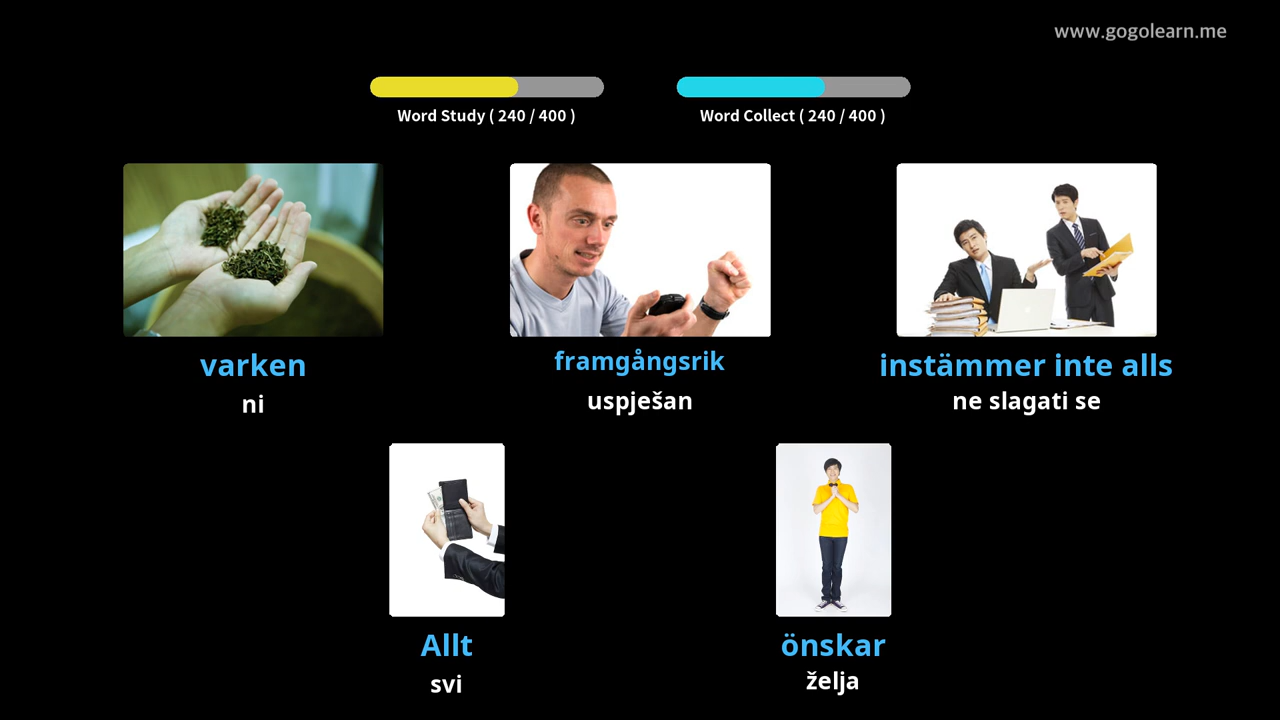 www.gogolearn.me
Word Study ( 240 / 400 )
Word Collect ( 240 / 400 )
varken
ni
framgångsrik
uspješan
instämmer inte alls
ne slagati se
Allt
svi
önskar
želja